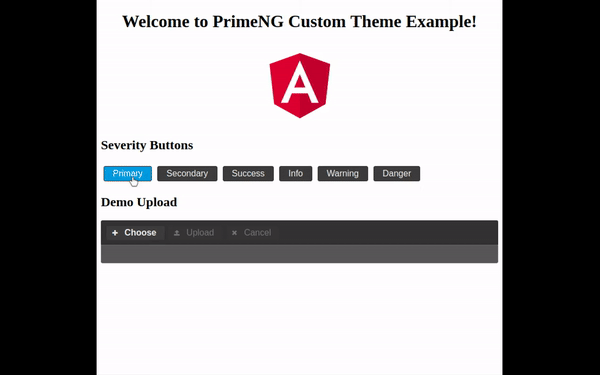 Welcome to PrimeNG Custom Theme Example!
A
Severity Buttons
Primary Secondary Success Info Warning Danger
Demo Upload
Choose Upload Cancel